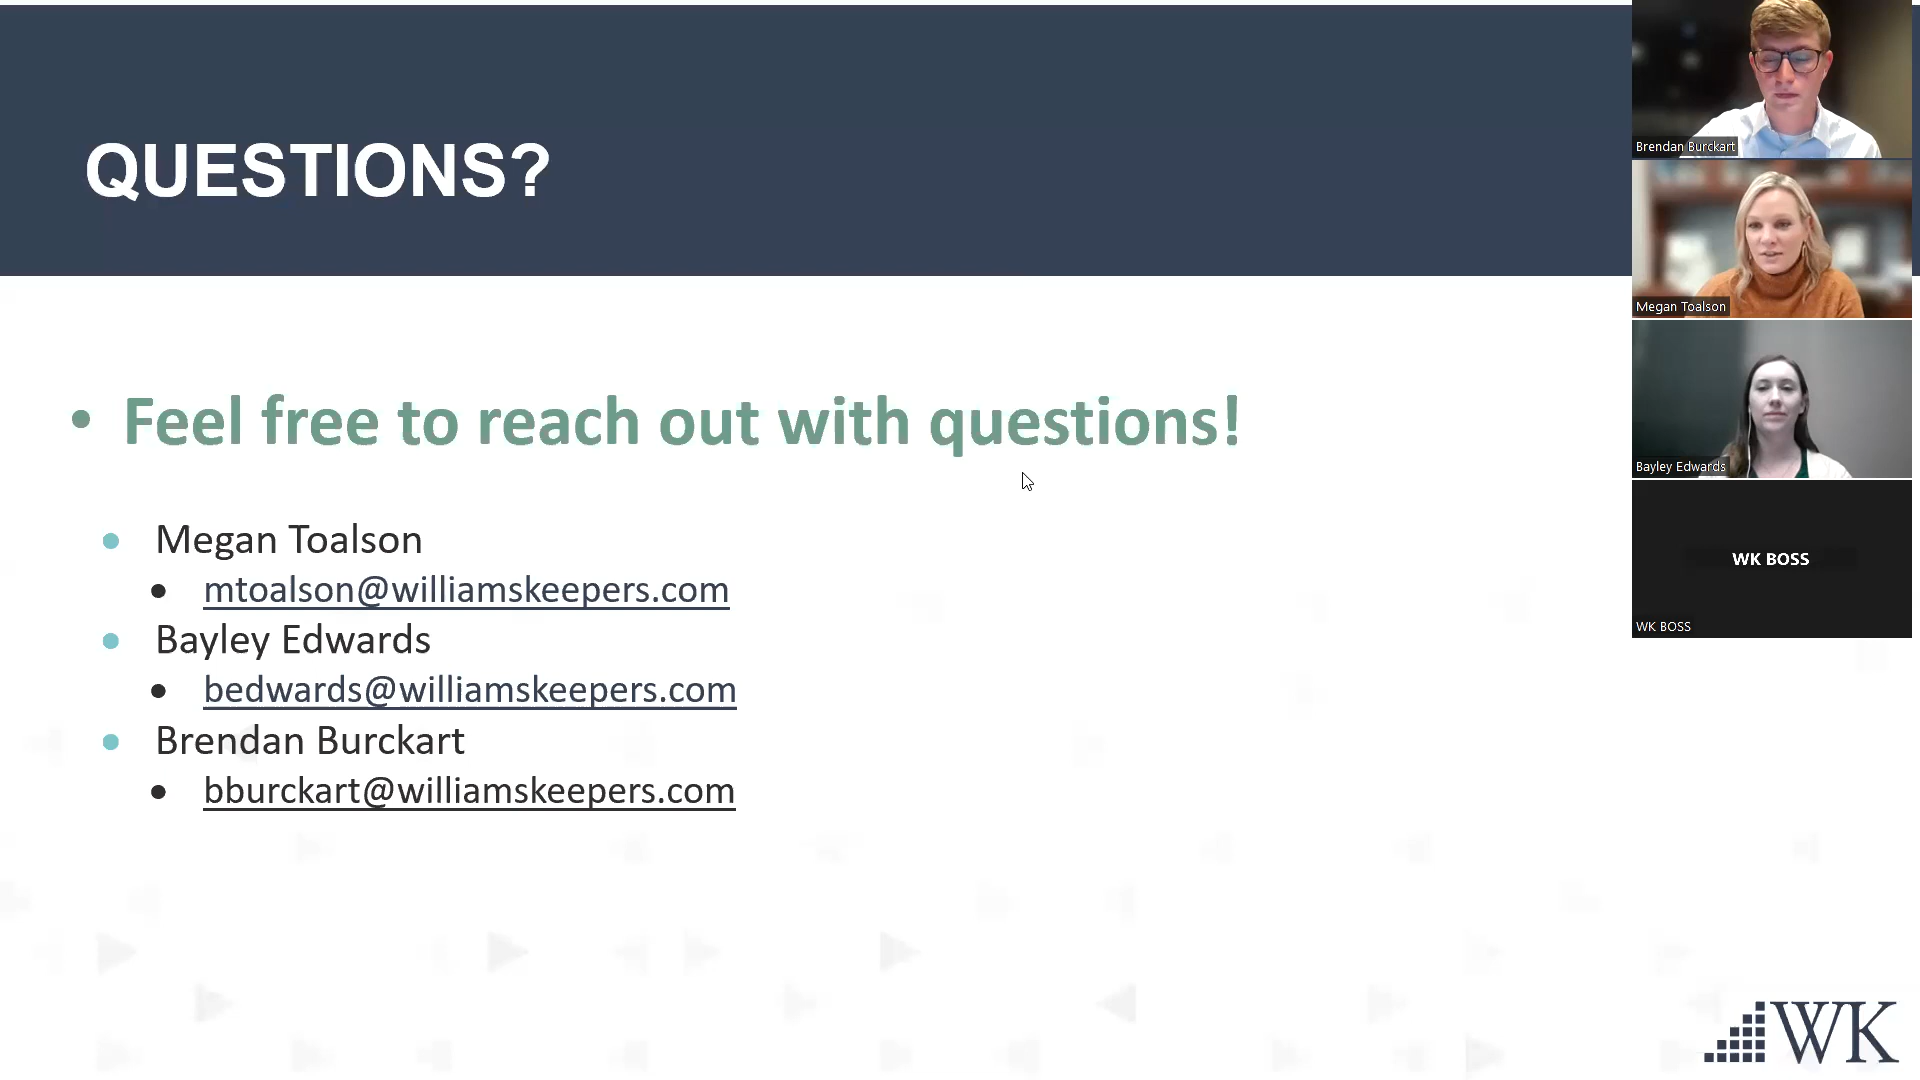 QUESTIONS?
• Feel free to reach out with questions!
• Megan Toalson
• mtoalson@williamskeepers.com
• Bayley Edwards
• bedwards@williamskeepers.com
• Brendan Burckart
• bburckart@williamskeepers.com
Brendan Burckart
Megan Toalson
Bayley Edwards
WK BOSS
WK BOSS
WK